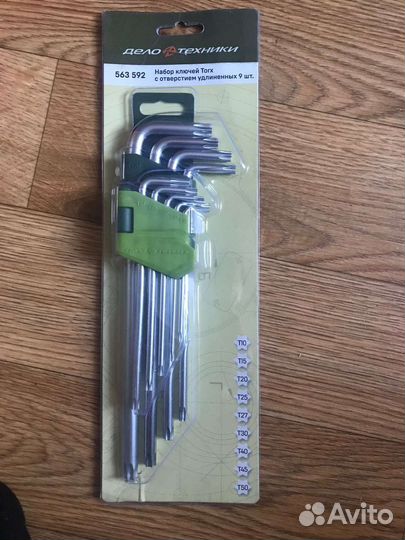 ДЕЛО ТЕХНИКИ
563 592
Набор ключей Torx
с отверстием удлиненных 9 шт.
T10
T15
T20
T25
T27
T30
T40
T45
T50
Avito